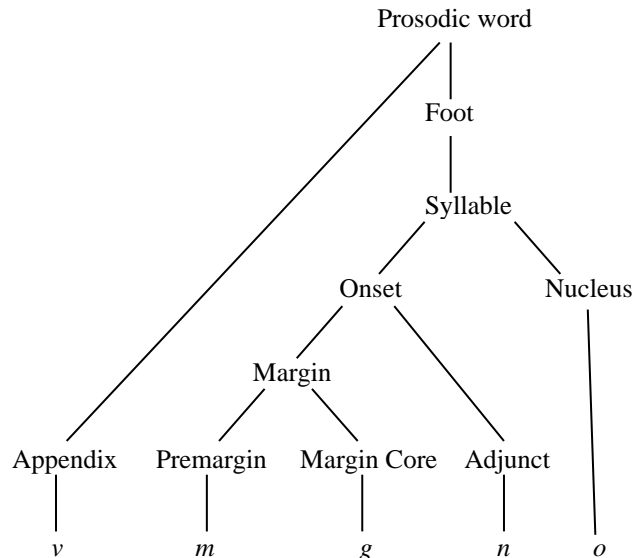 Prosodic word
Foot
Syllable
Onset Nucleus
Margin
Appendix Premargin Margin Core Adjunct
v m g n o